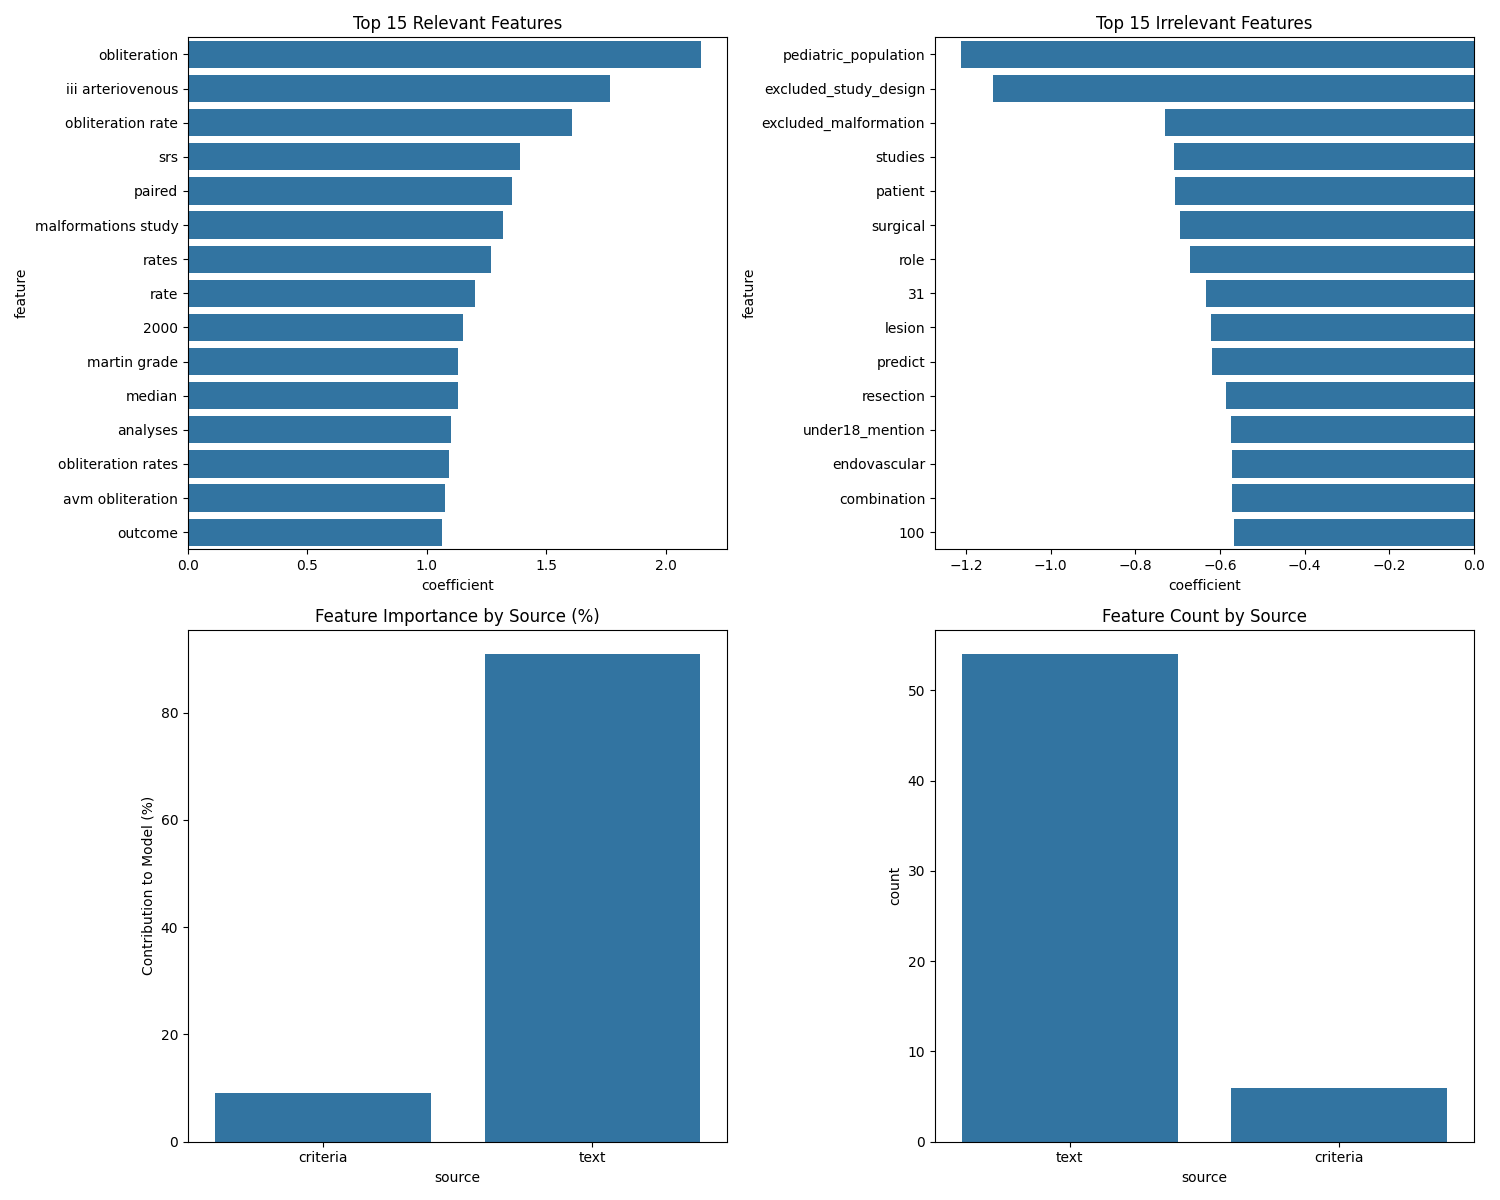 Top 15 Relevant Features
feature
obliteration
iii arteriovenous
obliteration rate
srs
paired
malformations study
rates
rate
2000
martin grade
median
analyses
obliteration rates
avm obliteration
outcome
0.0 0.5 1.0 1.5 2.0
coefficient
Top 15 Irrelevant Features
feature
pediatric_population
excluded_study_design
excluded_malformation
studies
patient
surgical
role
31
lesion
predict
resection
under18_mention
endovascular
combination
100
−1.2 −1.0 −0.8 −0.6 −0.4 −0.2 0.0
coefficient
Feature Importance by Source (%)
Contribution to Model (%)
80
60
40
20
0
criteria text
source
Feature Count by Source
count
50
40
30
20
10
0
text criteria
source